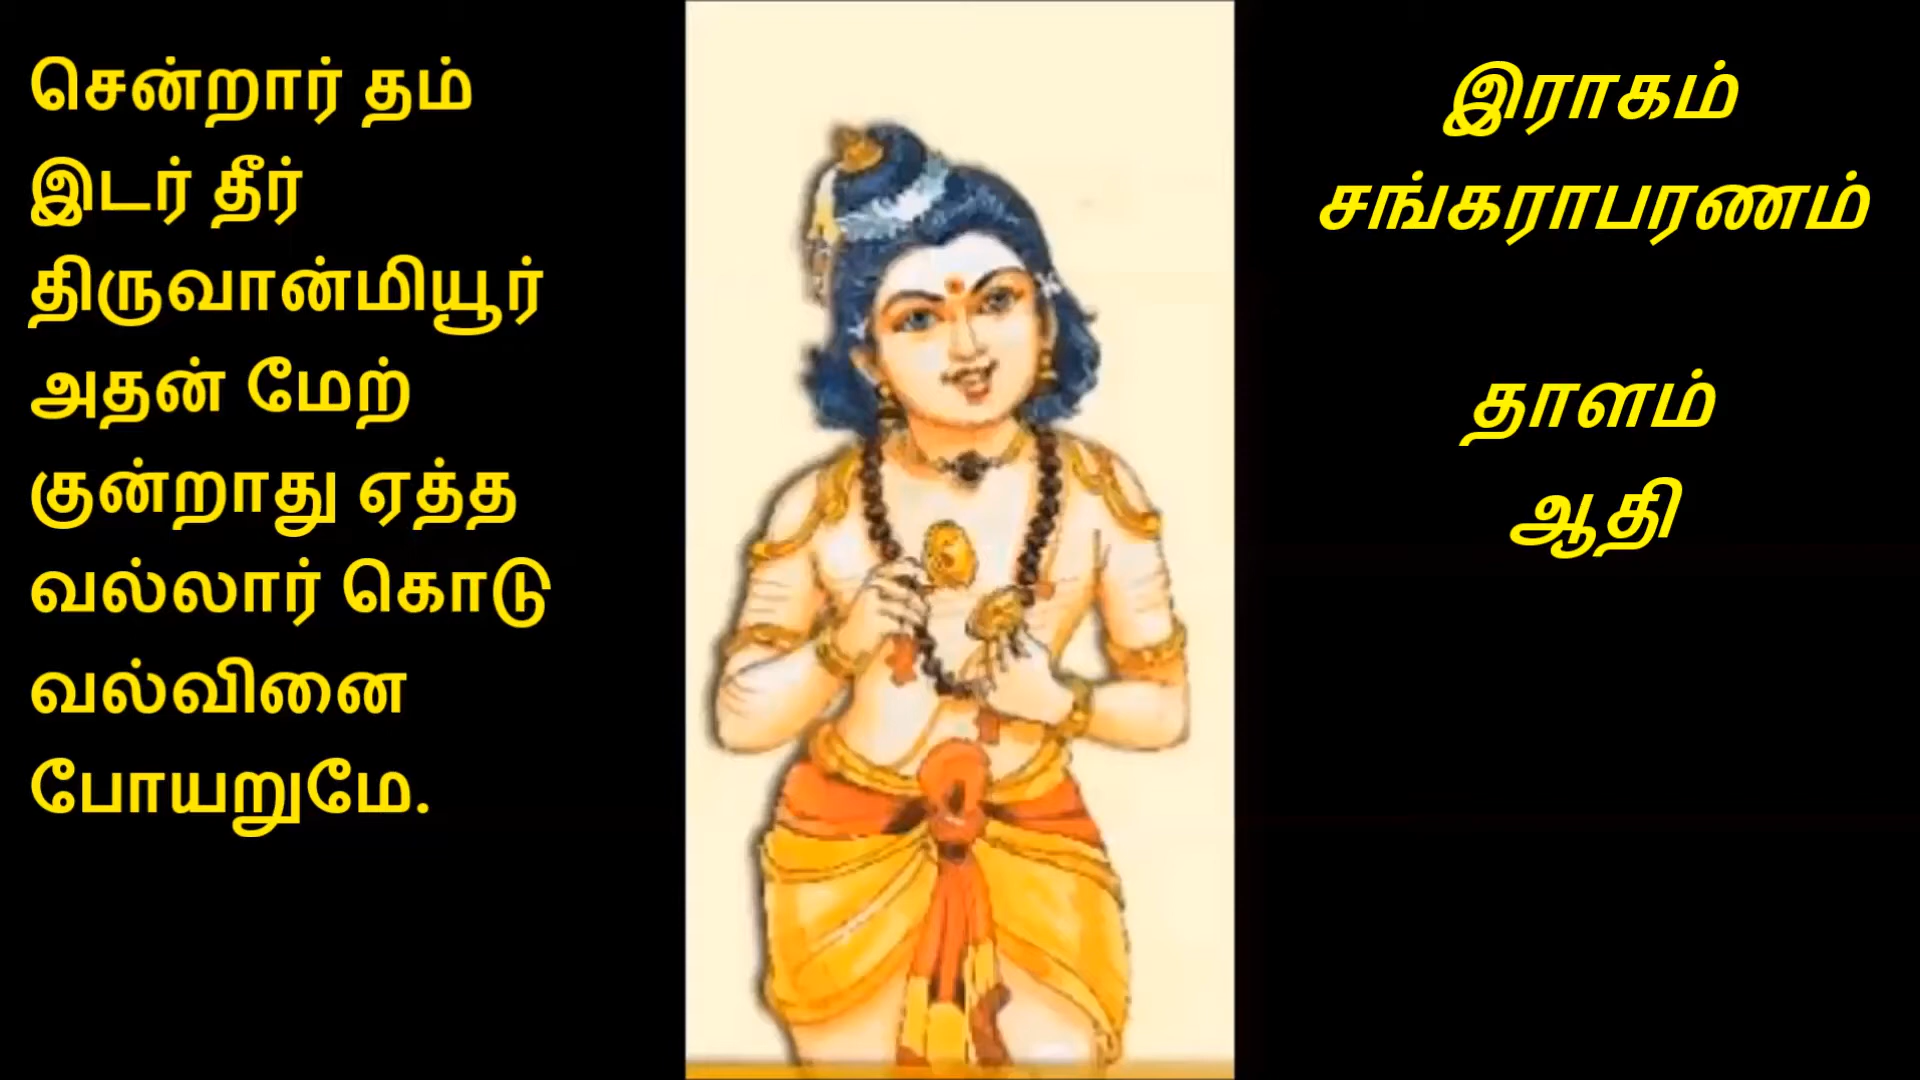 சென்றார் தம்
இடர் தீர்
திருவான்மியூர்
அதன் மேற்
குன்றாது ஏத்த
வல்லார் கொடு
வல்வினை
போயறுமே.
இராகம்
சங்கராபரணம்
தாளம்
ஆதி